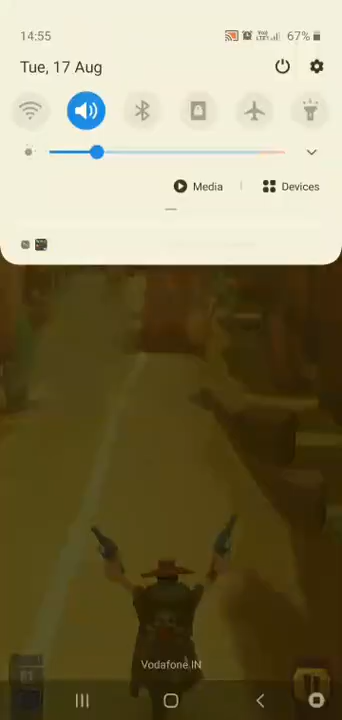 14:55
67%
Tue, 17 Aug
Media
Devices
Vodafone IN